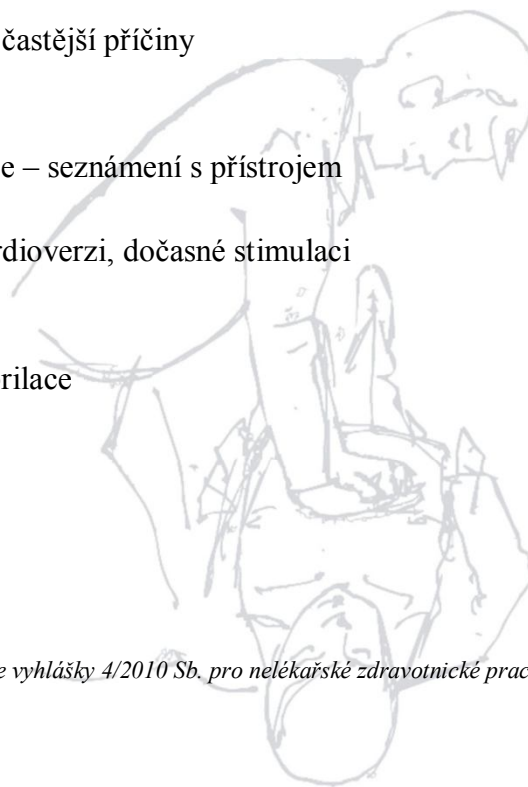 častější příčiny
e – seznámení s přístrojem
rdioverzi, dočasné stimulaci
rilace
e vyhlášky 4/2010 Sb. pro nelékařské zdravotnické prac